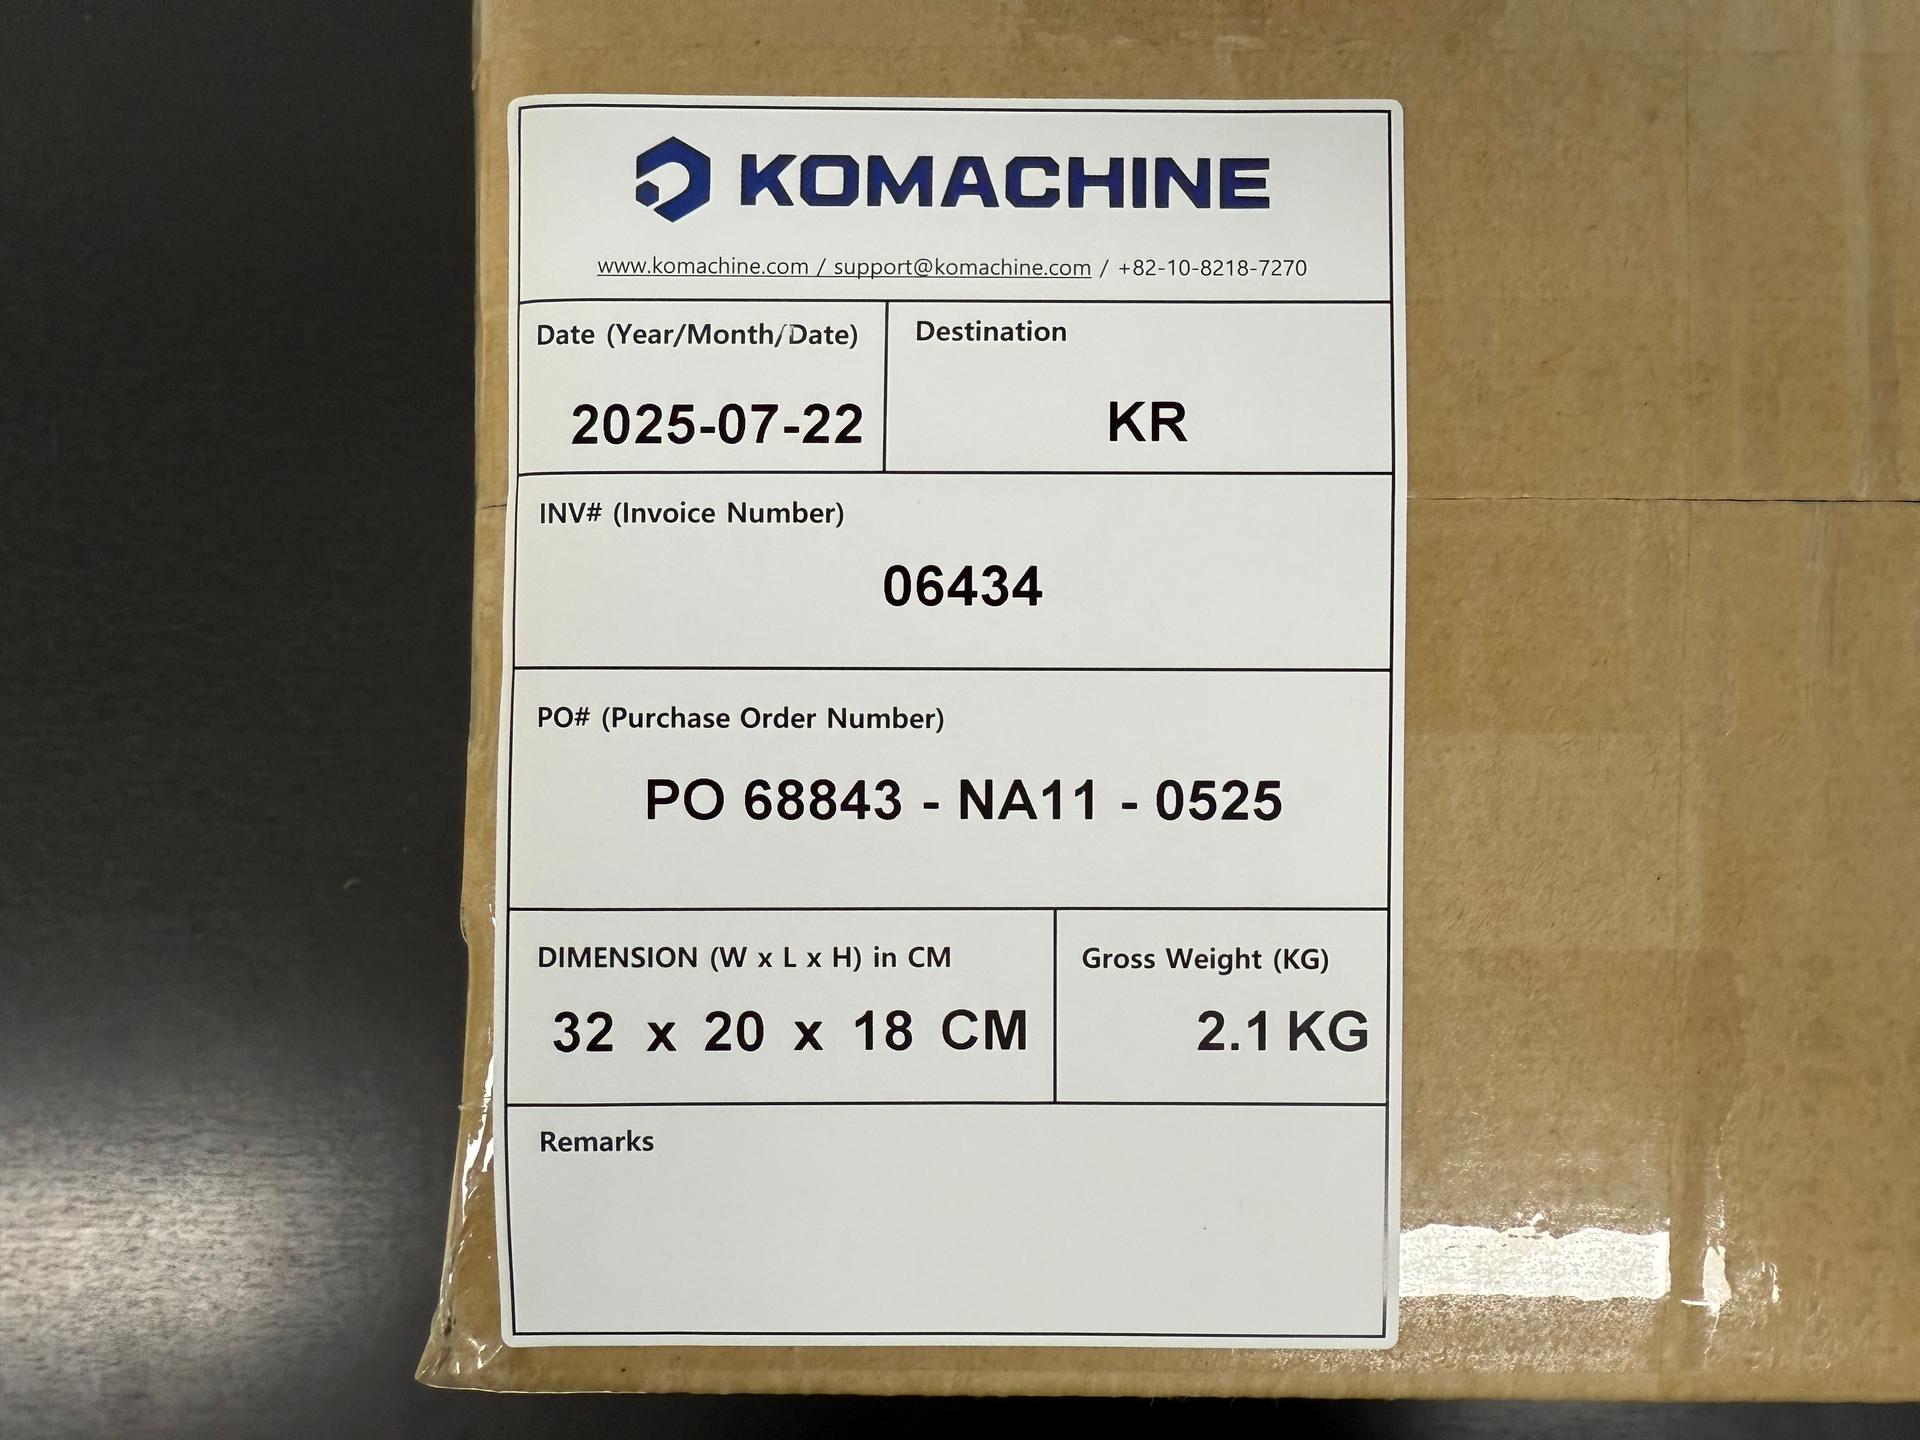 KOMACHINE
www.komachine.com / support@komachine.com / +82-10-8218-7270
Date (Year/Month/Date)
2025-07-22
Destination
KR
INV# (Invoice Number)
06434
PO# (Purchase Order Number)
PO 68843 - NA11 - 0525
DIMENSION (W x L x H) in CM
32 x 20 x 18 CM
Gross Weight (KG)
2.1 KG
Remarks